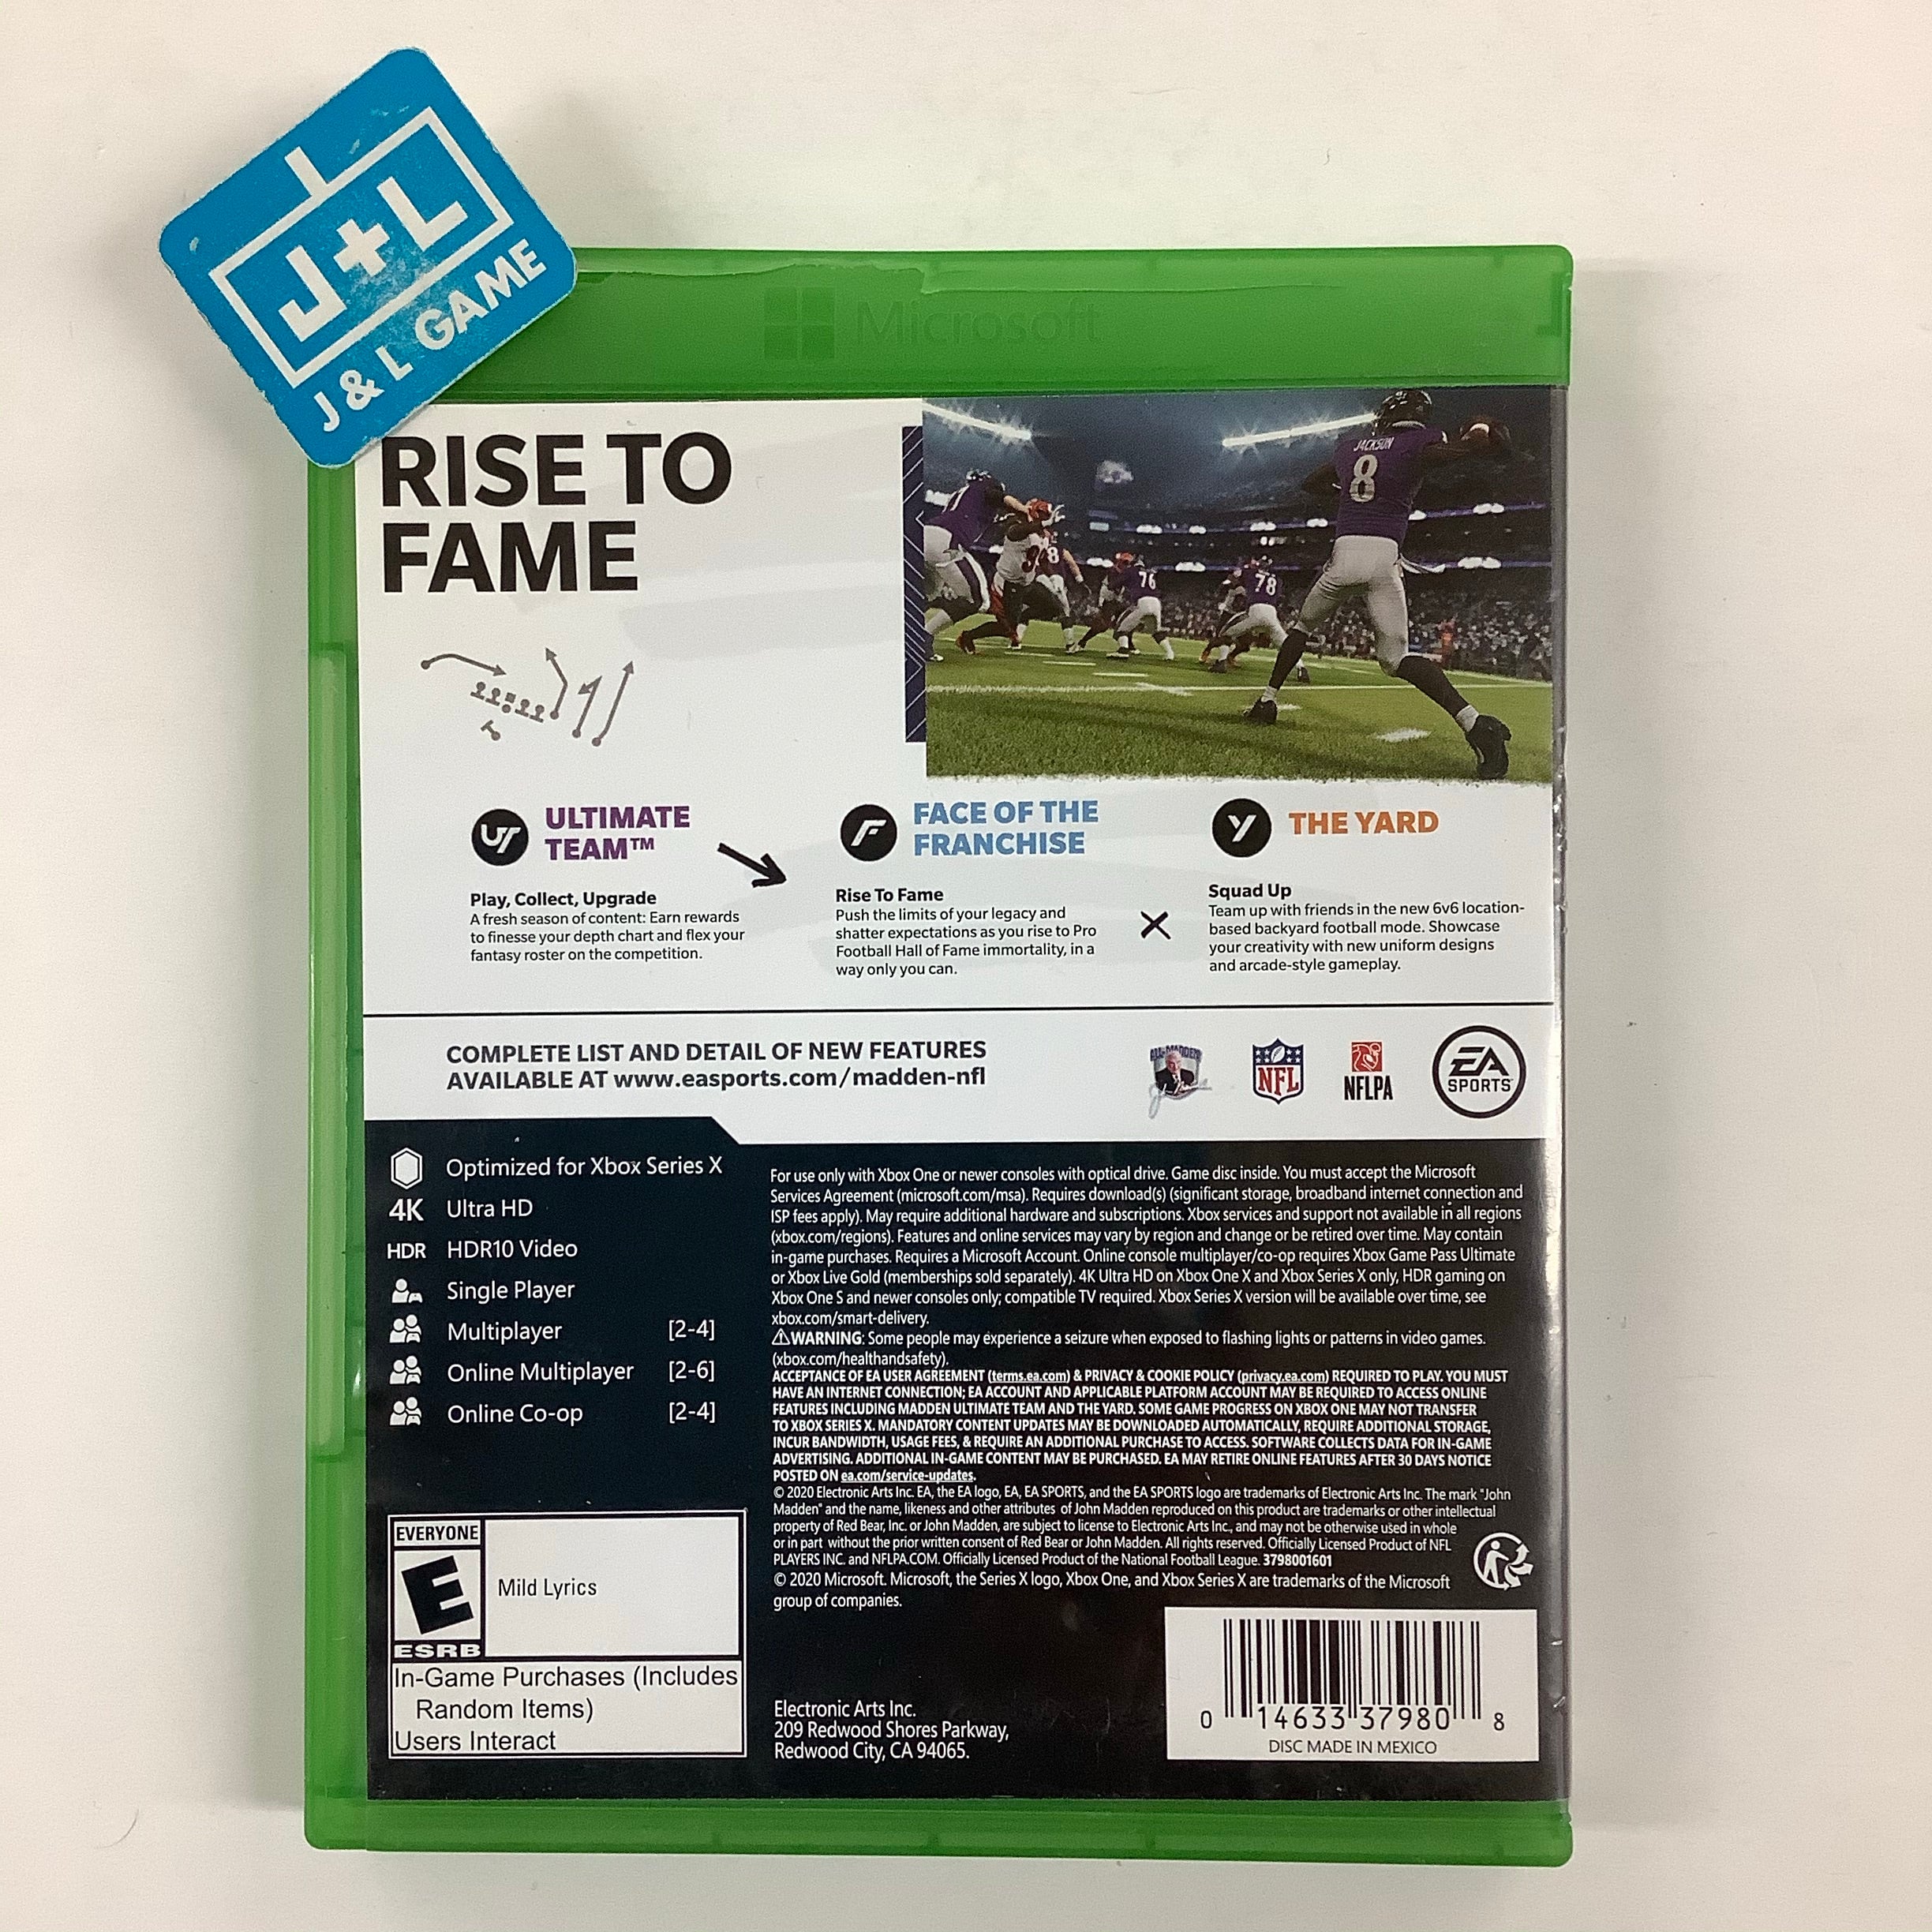 J+L
J & L GAME
Microsoft
RISE TO
FAME
JACKSON
8
76
78
ULTIMATE
TEAM™
Play, Collect, Upgrade
A fresh season of content: Earn rewards
to finesse your depth chart and flex your
fantasy roster on the competition.
FACE OF THE
FRANCHISE
Rise To Fame
Push the limits of your legacy and
shatter expectations as you rise to Pro
Football Hall of Fame immortality, in a
way only you can.
THE YARD
Squad Up
Team up with friends in the new 6v6 location-
based backyard football mode. Showcase
your creativity with new uniform designs
and arcade-style gameplay.
COMPLETE LIST AND DETAIL OF NEW FEATURES
AVAILABLE AT www.easports.com/madden-nfl
ALL-MADDEN
NFL
NFLPA
EA
SPORTS
Optimized for Xbox Series X
4K Ultra HD
HDR HDR10 Video
Single Player
Multiplayer [2-4]
Online Multiplayer [2-6]
Online Co-op [2-4]
For use only with Xbox One or newer consoles with optical drive. Game disc inside. You must accept the Microsoft
Services Agreement (microsoft.com/msa). Requires download(s) (significant storage, broadband internet connection and
ISP fees apply). May require additional hardware and subscriptions. Xbox services and support not available in all regions
(xbox.com/regions). Features and online services may vary by region and change or be retired over time. May contain
in-game purchases. Requires a Microsoft Account. Online console multiplayer/co-op requires Xbox Game Pass Ultimate
or Xbox Live Gold (memberships sold separately). 4K Ultra HD on Xbox One X and Xbox Series X only, HDR gaming on
Xbox One S and newer consoles only; compatible TV required. Xbox Series X version will be available over time, see
xbox.com/smart-delivery.
⚠WARNING: Some people may experience a seizure when exposed to flashing lights or patterns in video games.
(xbox.com/healthandsafety).
ACCEPTANCE OF EA USER AGREEMENT (terms.ea.com) & PRIVACY & COOKIE POLICY (privacy.ea.com) REQUIRED TO PLAY. YOU MUST
HAVE AN INTERNET CONNECTION; EA ACCOUNT AND APPLICABLE PLATFORM ACCOUNT MAY BE REQUIRED TO ACCESS ONLINE
FEATURES INCLUDING MADDEN ULTIMATE TEAM AND THE YARD. SOME GAME PROGRESS ON XBOX ONE MAY NOT TRANSFER
TO XBOX SERIES X. MANDATORY CONTENT UPDATES MAY BE DOWNLOADED AUTOMATICALLY, REQUIRE ADDITIONAL STORAGE,
INCUR BANDWIDTH, USAGE FEES, & REQUIRE AN ADDITIONAL PURCHASE TO ACCESS. SOFTWARE COLLECTS DATA FOR IN-GAME
ADVERTISING. ADDITIONAL IN-GAME CONTENT MAY BE PURCHASED. EA MAY RETIRE ONLINE FEATURES AFTER 30 DAYS NOTICE
POSTED ON ea.com/service-updates.
© 2020 Electronic Arts Inc. EA, the EA logo, EA, EA SPORTS, and the EA SPORTS logo are trademarks of Electronic Arts Inc. The mark "John
Madden" and the name, likeness and other attributes of John Madden reproduced on this product are trademarks or other intellectual
property of Red Bear, Inc. or John Madden, are subject to license to Electronic Arts Inc., and may not be otherwise used in whole
or in part without the prior written consent of Red Bear or John Madden. All rights reserved. Officially Licensed Product of NFL
PLAYERS INC. and NFLPA.COM. Officially Licensed Product of the National Football League. 3798001601
© 2020 Microsoft. Microsoft, the Series X logo, Xbox One, and Xbox Series X are trademarks of the Microsoft
group of companies.
EVERYONE
E
ESRB
Mild Lyrics
In-Game Purchases (Includes
Random Items)
Users Interact
Electronic Arts Inc.
209 Redwood Shores Parkway,
Redwood City, CA 94065.
0 14633 37980 8
DISC MADE IN MEXICO